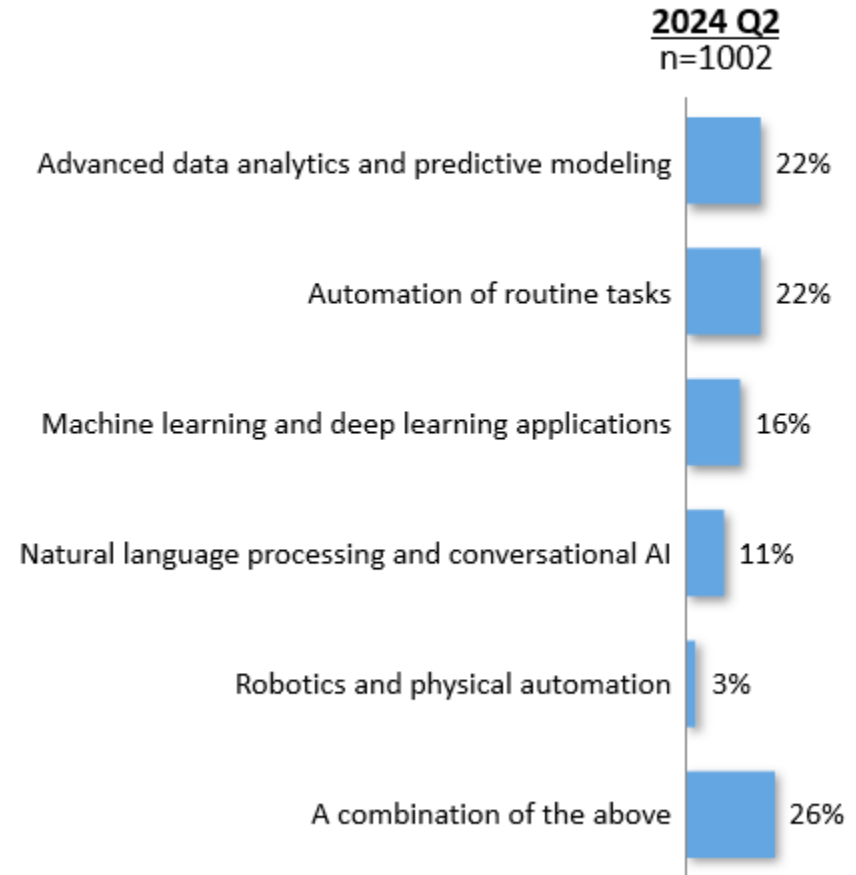 2024 Q2
n=1002
Advanced data analytics and predictive modeling 22%
Automation of routine tasks 22%
Machine learning and deep learning applications 16%
Natural language processing and conversational AI 11%
Robotics and physical automation 3%
A combination of the above 26%